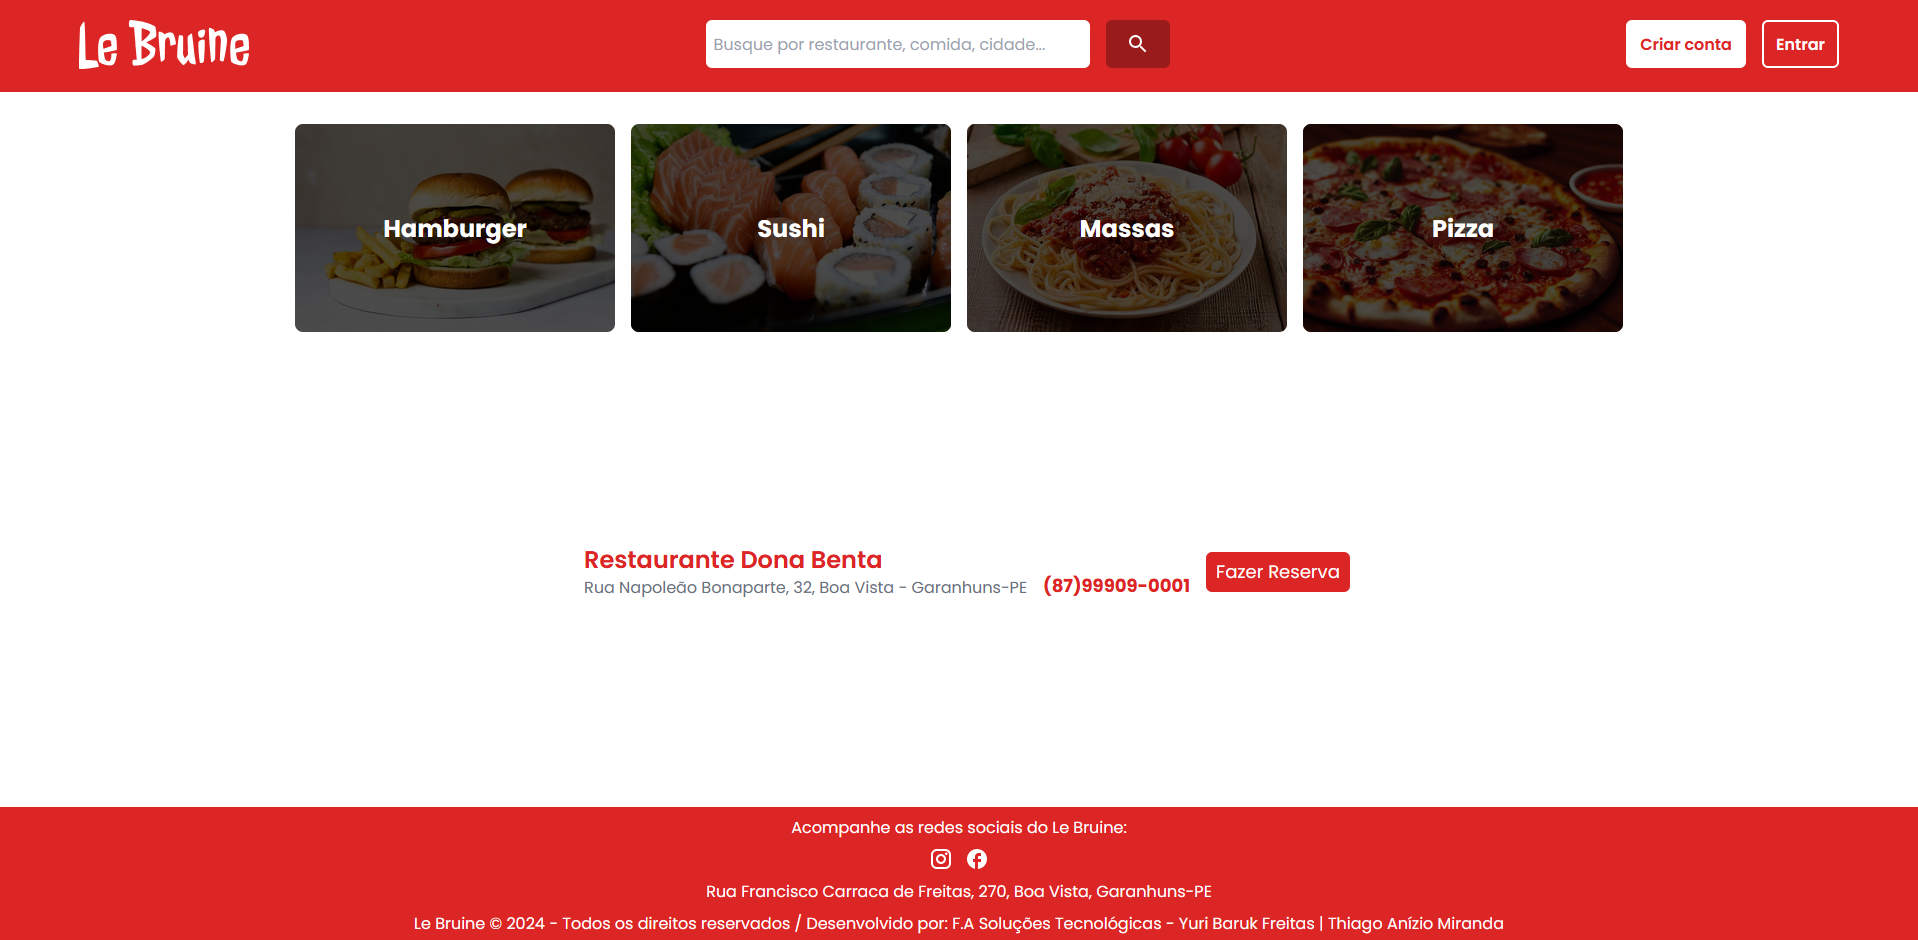 Le Bruine
Busque por restaurante, comida, cidade...
Criar conta
Entrar
Hamburger
Sushi
Massas
Pizza
Restaurante Dona Benta
Rua Napoleão Bonaparte, 32, Boa Vista - Garanhuns-PE
(87)99909-0001
Fazer Reserva
Acompanhe as redes sociais do Le Bruine:
Rua Francisco Carraca de Freitas, 270, Boa Vista, Garanhuns-PE
Le Bruine © 2024 - Todos os direitos reservados / Desenvolvido por: F.A Soluções Tecnológicas - Yuri Baruk Freitas | Thiago Anízio Miranda